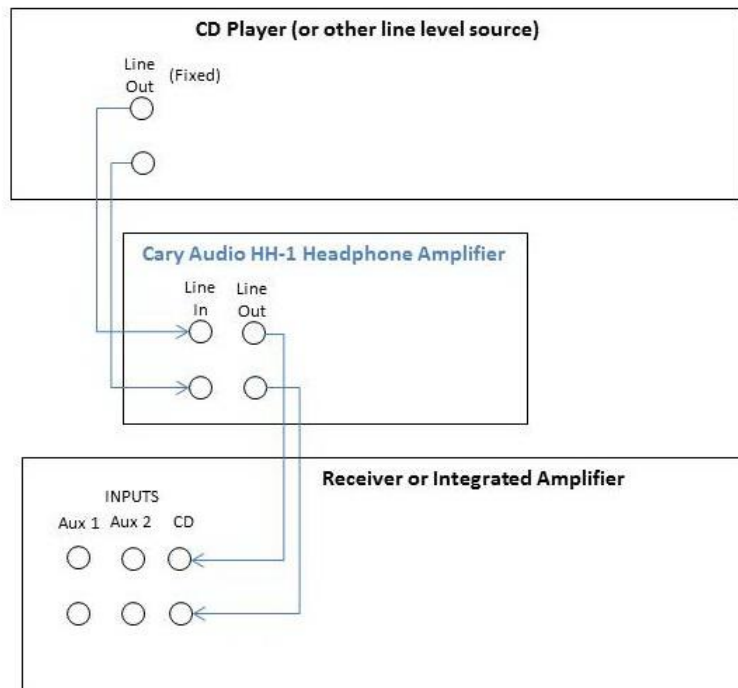 CD Player (or other line level source)
Line
Out
(Fixed)
Cary Audio HH-1 Headphone Amplifier
Line
In
Line
Out
Receiver or Integrated Amplifier
INPUTS
Aux 1 Aux 2 CD